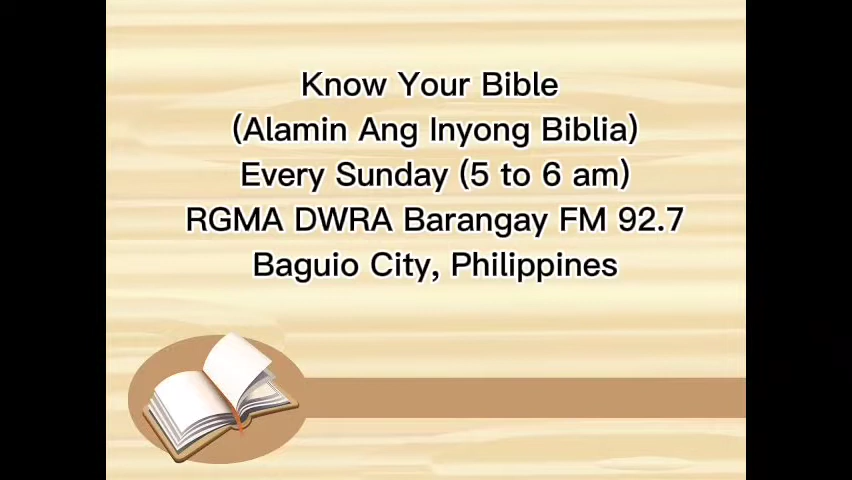 Know Your Bible
(Alamin Ang Inyong Biblia)
Every Sunday (5 to 6 am)
RGMA DWRA Barangay FM 92.7
Baguio City, Philippines